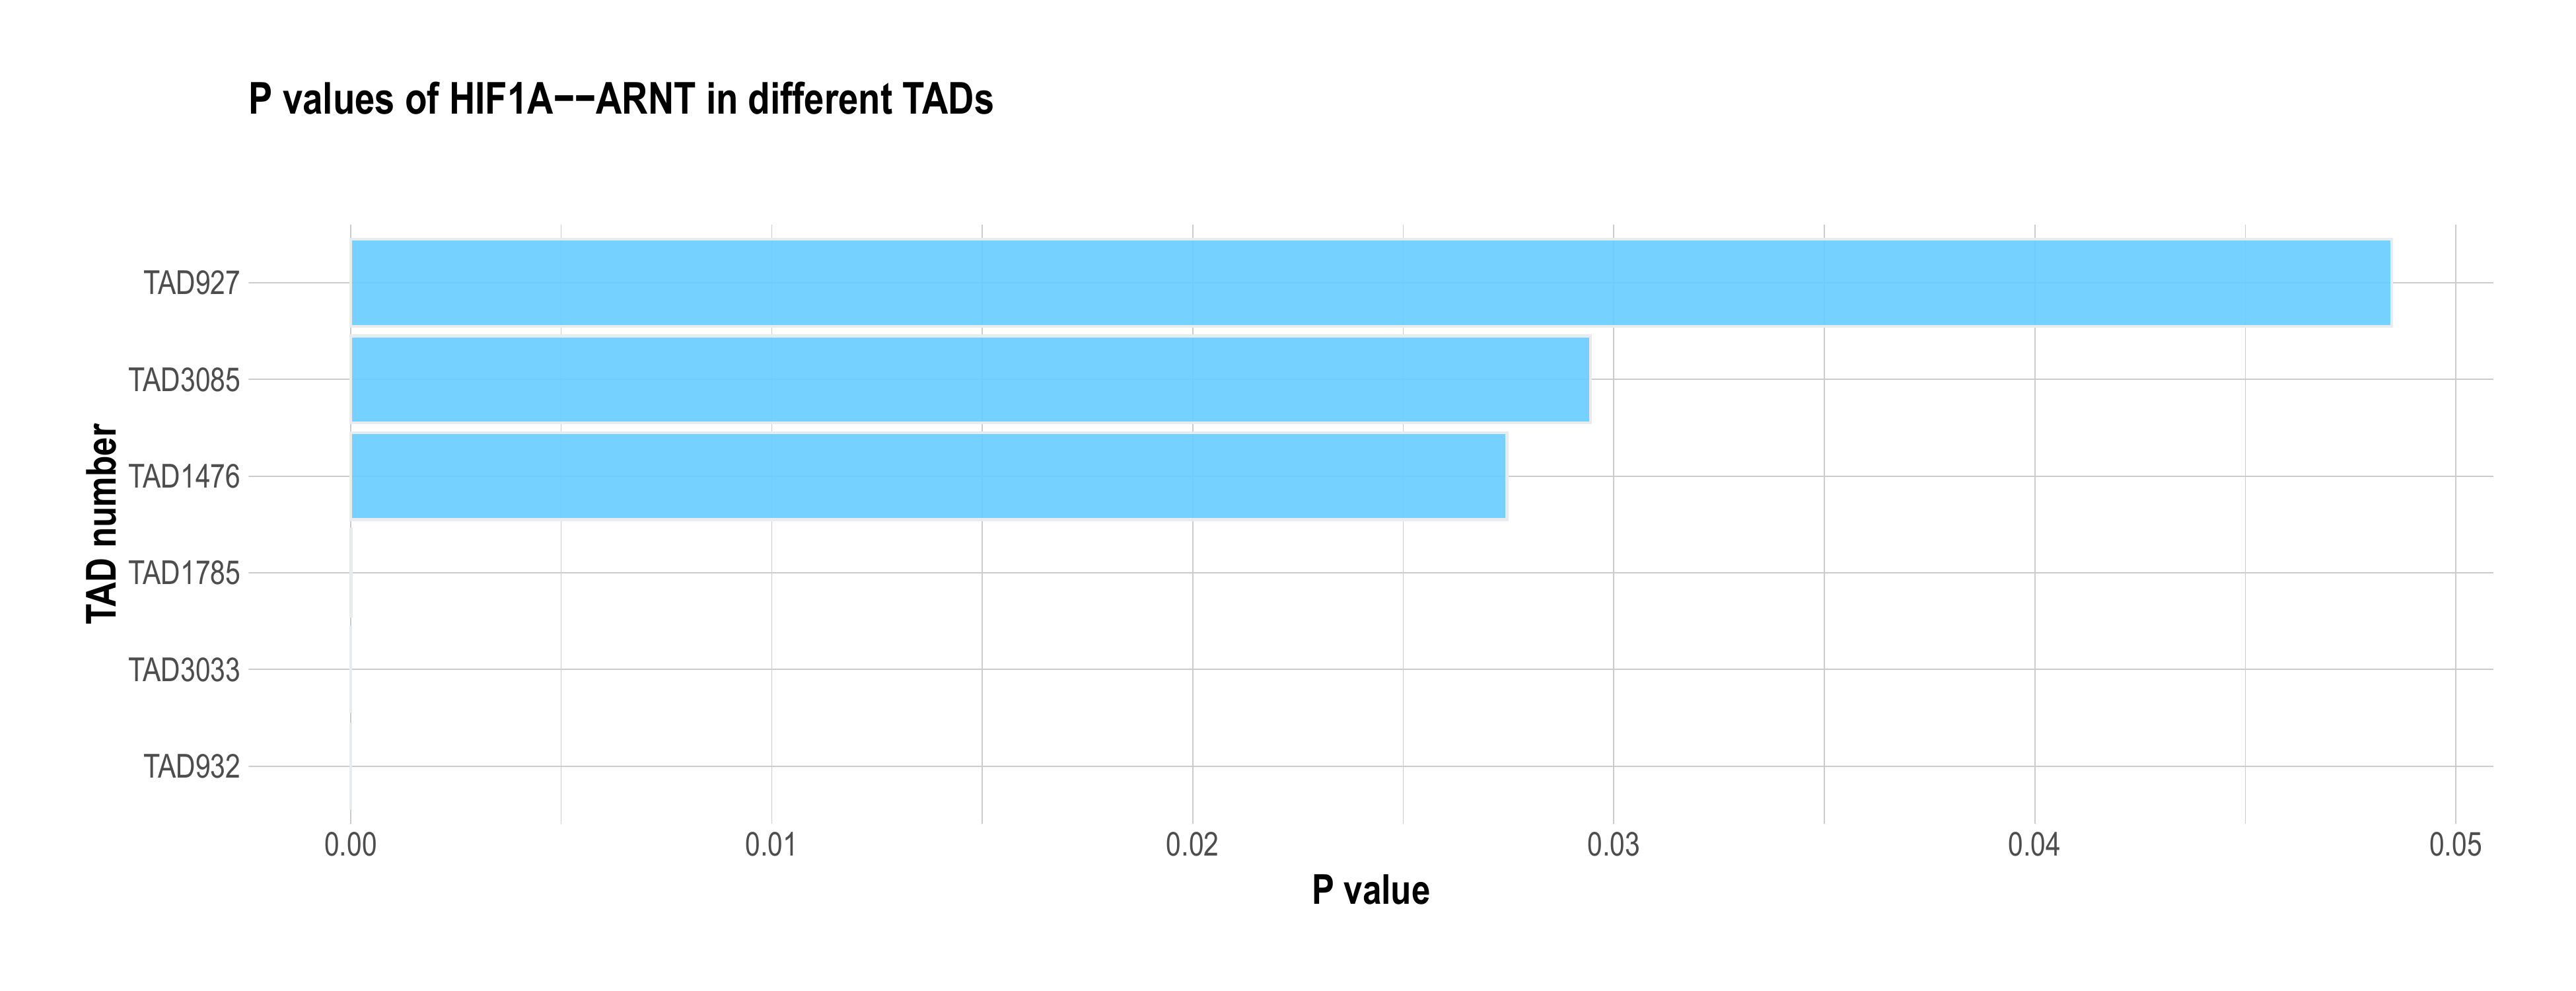 P values of HIF1A−−ARNT in different TADs
TAD number
TAD927
TAD3085
TAD1476
TAD1785
TAD3033
TAD932
0.00 0.01 0.02 0.03 0.04 0.05
P value